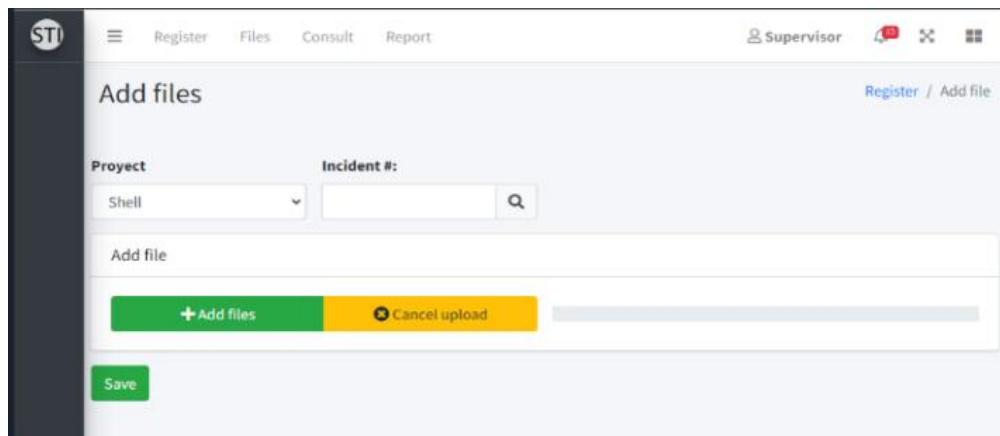 STI Register Files Consult Report Supervisor
Add files Register / Add file
Proyect Incident #:
Shell
Add file
Add files Cancel upload
Save